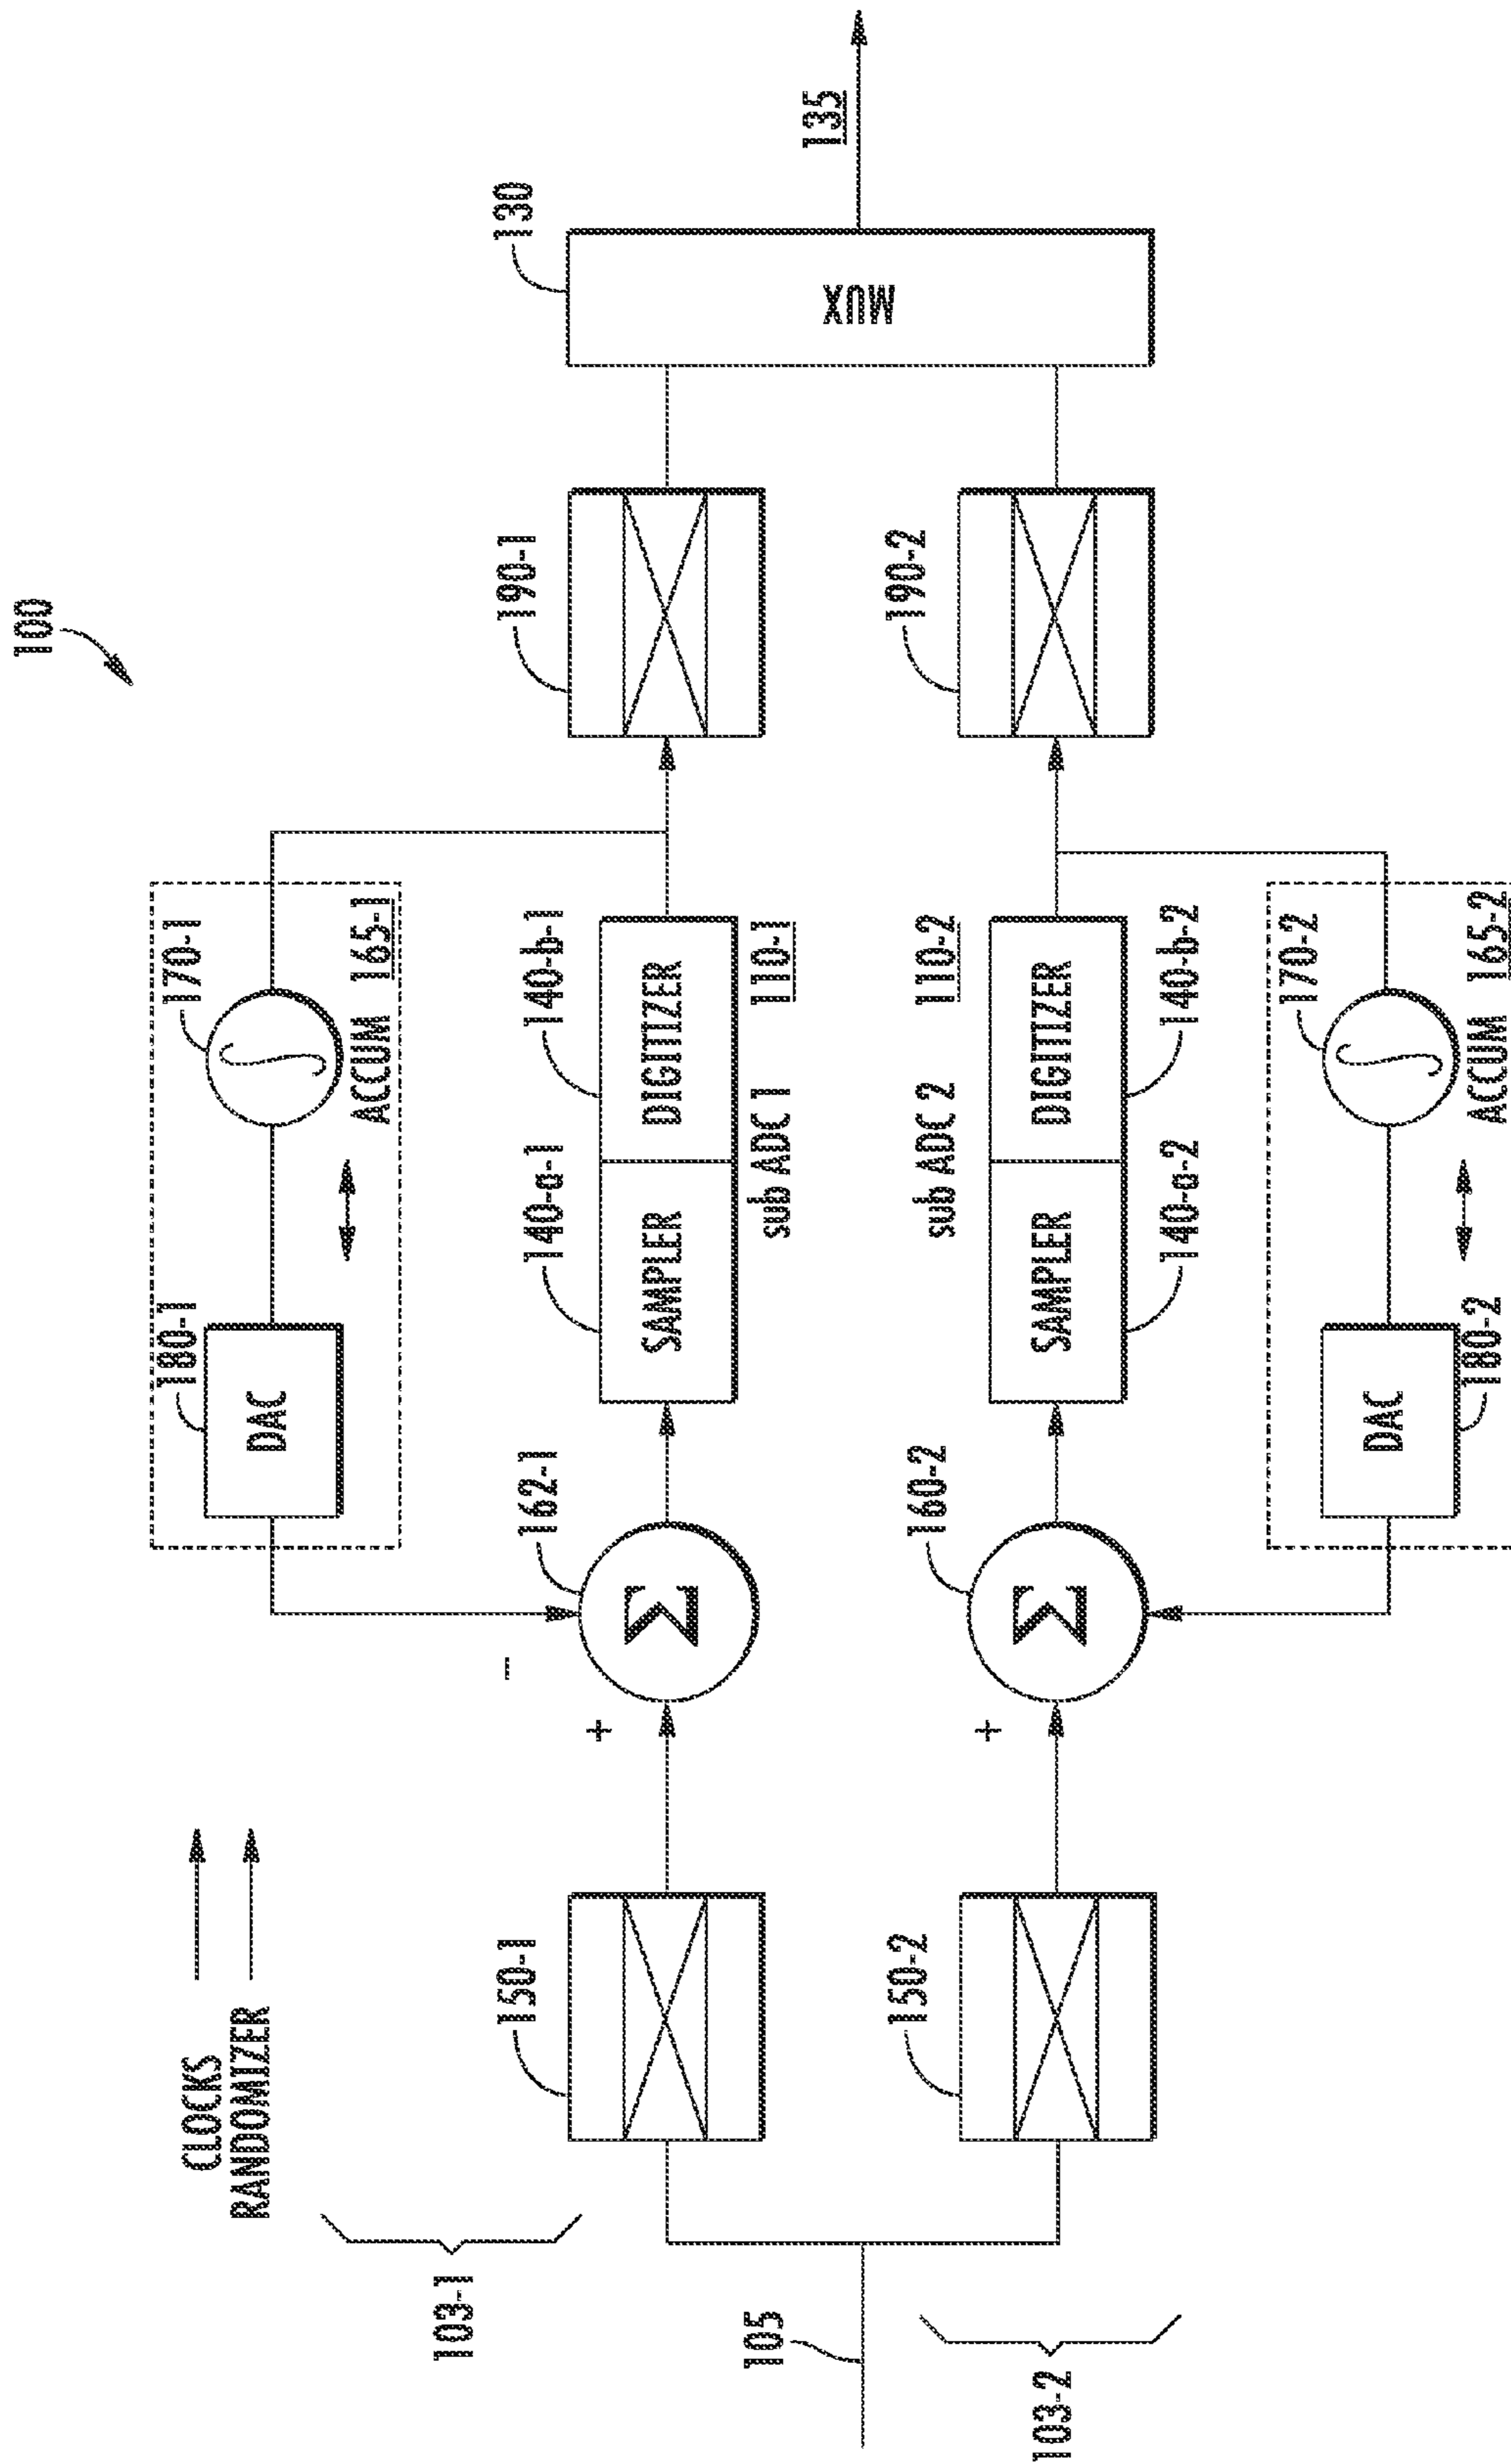 100
CLOCKS
RANDOMIZER
180-1
170-1
DAC
∫
ACCUM 165-1
103-1
150-1
162-1
140-a-1
140-b-1
190-1
130
−
+
Σ
SAMPLER
DIGITIZER
sub ADC 1
110-1
105
MUX
135
150-2
160-2
sub ADC 2
110-2
190-2
+
Σ
SAMPLER
DIGITIZER
103-2
140-a-2
140-b-2
170-2
DAC
∫
180-2
ACCUM 165-2